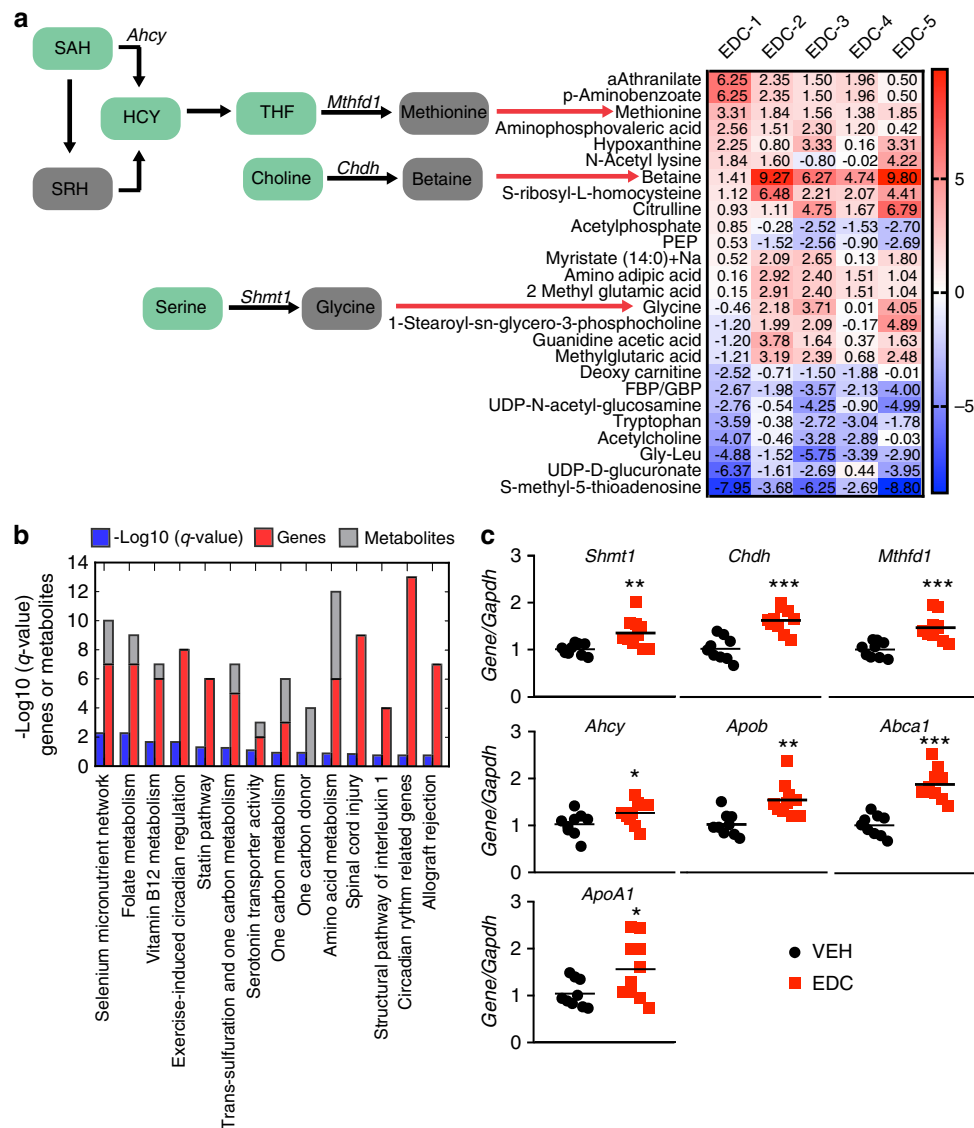 a
EDC-1 EDC-2 EDC-3 EDC-4 EDC-5
SAH
Ahcy
HCY
SRH
THF
Mthfd1
Methionine
Choline
Chdh
Betaine
Serine
Shmt1
Glycine
aAthranilate 6.25 2.35 1.50 1.96 0.50
p-Aminobenzoate 6.25 2.35 1.50 1.96 0.50
Methionine 3.31 1.84 1.56 1.38 1.85
Aminophosphovaleric acid 2.56 1.51 2.30 1.20 0.42
Hypoxanthine 2.25 0.80 3.33 0.16 3.31
N-Acetyl lysine 1.84 1.60 -0.80 -0.02 4.22
Betaine 1.41 9.27 6.27 4.74 9.80
S-ribosyl-L-homocysteine 1.12 6.48 2.21 2.07 4.41
Citrulline 0.93 1.11 4.75 1.67 6.79
Acetylphosphate 0.85 -0.28 -2.52 -1.53 -2.70
PEP 0.53 -1.52 -2.56 -0.90 -2.69
Myristate (14:0)+Na 0.52 2.09 2.65 0.13 1.80
Amino adipic acid 0.16 2.92 2.40 1.51 1.04
2 Methyl glutamic acid 0.15 2.91 2.40 1.51 1.04
Glycine -0.46 2.18 3.71 0.01 4.05
1-Stearoyl-sn-glycero-3-phosphocholine -1.20 1.99 2.09 -0.17 4.89
Guanidine acetic acid -1.20 3.78 1.64 0.37 1.63
Methylglutaric acid -1.21 3.19 2.39 0.68 2.48
Deoxy carnitine -2.52 -0.71 -1.50 -1.88 -0.01
FBP/GBP -2.67 -1.98 -3.57 -2.13 -4.00
UDP-N-acetyl-glucosamine -2.76 -0.54 -4.25 -0.90 -4.99
Tryptophan -3.59 -0.38 -2.72 -3.04 -1.78
Acetylcholine -4.07 -0.46 -3.28 -2.89 -0.03
Gly-Leu -4.88 -1.52 -5.75 -3.39 -2.90
UDP-D-glucuronate -6.37 -1.61 -2.69 0.44 -3.95
S-methyl-5-thioadenosine -7.95 -3.68 -6.25 -2.69 -8.80
5
0
–5
b
-Log10 (q-value) Genes Metabolites
-Log10 (q-value)
genes or metabolites
14
12
10
8
6
4
2
0
Selenium micronutrient network
Folate metabolism
Vitamin B12 metabolism
Exercise-induced circadian regulation
Statin pathway
Trans-sulfuration and one carbon metabolism
Serotonin transporter activity
One carbon metabolism
One carbon donor
Amino acid metabolism
Spinal cord injury
Structural pathway of interleukin 1
Circadian rythm related genes
Allograft rejection
c
Shmt1 Chdh Mthfd1
** *** ***
Gene/Gapdh
3
2
1
0
Ahcy Apob Abca1
* ** ***
Gene/Gapdh
3
2
1
0
ApoA1
*
Gene/Gapdh
3
2
1
0
VEH
EDC